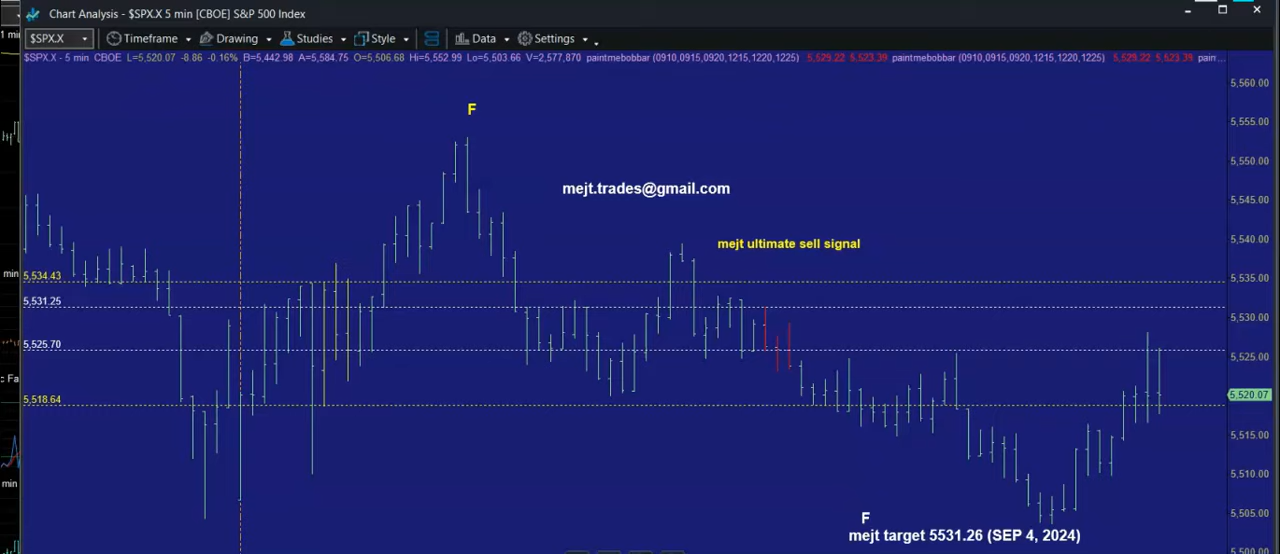 Chart Analysis - $SPX.X 5 min [CBOE] S&P 500 Index
$SPX.X Timeframe Drawing Studies Style Data Settings
$SPX.X - 5 min CBOE L=5,520.07 -8.86 -0.16% B=5,442.98 A=5,584.75 O=5,506.68 Hi=5,552.99 Lo=5,503.66 V=2,577,870 paintmebobbar (0910,0915,0920,1215,1220,1225) 5,529.22 5,523.39 paintmebobbar (0910,0915,0920,1215,1220,1225) 5,529.22 5,523.39 pain...
1 min
5,560.00
F
5,555.00
5,550.00
mejt.trades@gmail.com
5,545.00
mejt ultimate sell signal
5,540.00
min
5,534.43
5,535.00
5,531.25
5,530.00
5,525.70
5,525.00
c Fa
5,518.64
5,520.07
5,515.00
5,510.00
min
F
5,505.00
mejt target 5531.26 (SEP 4, 2024)
5,500.00